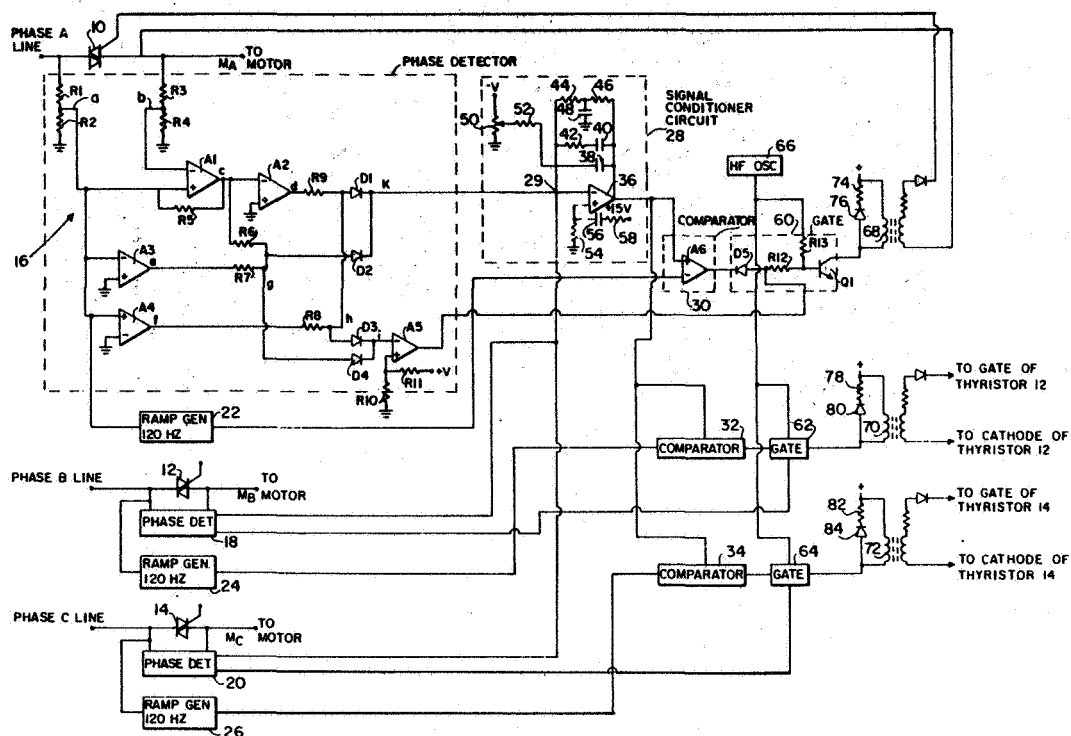 PHASE A LINE
10
TO MOTOR
MA
PHASE DETECTOR
R1
a
R2
b
R3
R4
A1
c
R5
A2
d
R9
D1
K
R6
D2
A3
e
R7
g
A4
f
R8
h
D3
i
D4
A5
R11
+V
R10
16
RAMP GEN 120 HZ
22
-V
50
52
44
46
48
42
40
38
29
36
15V
54
56
58
SIGNAL CONDITIONER CIRCUIT
28
COMPARATOR
A6
30
66
HF OSC
60
GATE
R13
D5
R12
Q1
+
74
76
68
PHASE B LINE
12
TO MOTOR
MB
PHASE DET
18
RAMP GEN 120 HZ
24
COMPARATOR
32
GATE
62
+
78
80
70
TO GATE OF THYRISTOR 12
TO CATHODE OF THYRISTOR 12
PHASE C LINE
14
TO MOTOR
MC
PHASE DET
20
RAMP GEN 120 HZ
26
COMPARATOR
34
GATE
64
+
82
84
72
TO GATE OF THYRISTOR 14
TO CATHODE OF THYRISTOR 14